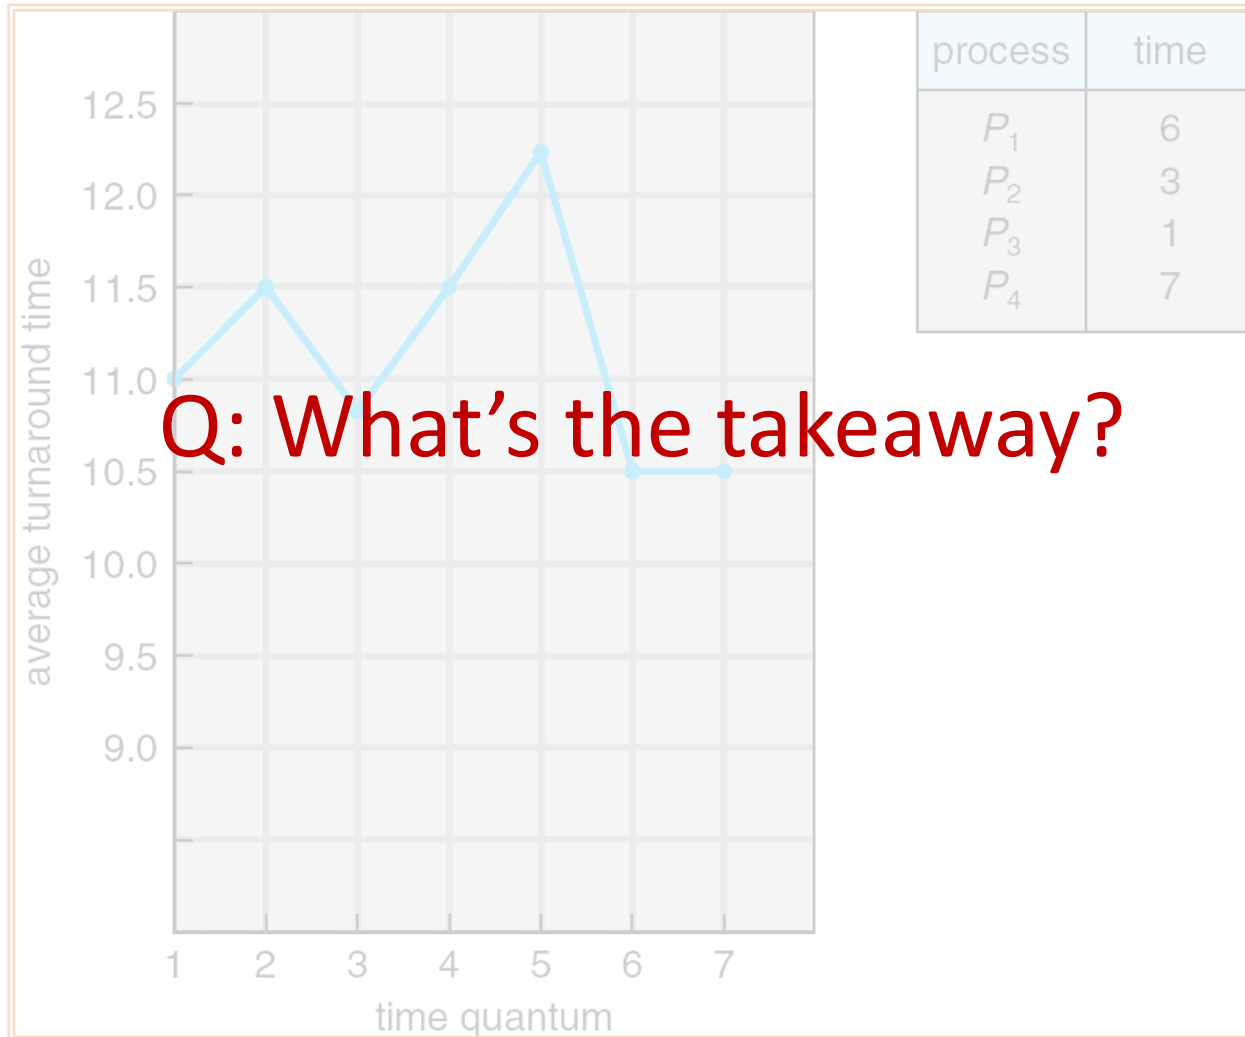 process time
12.5
P1 6
P2 3
12.0
P3 1
11.5
P4 7
11.0
Q: What’s the takeaway?
10.5
10.0
9.5
9.0
average turnaround time
1 2 3 4 5 6 7
time quantum